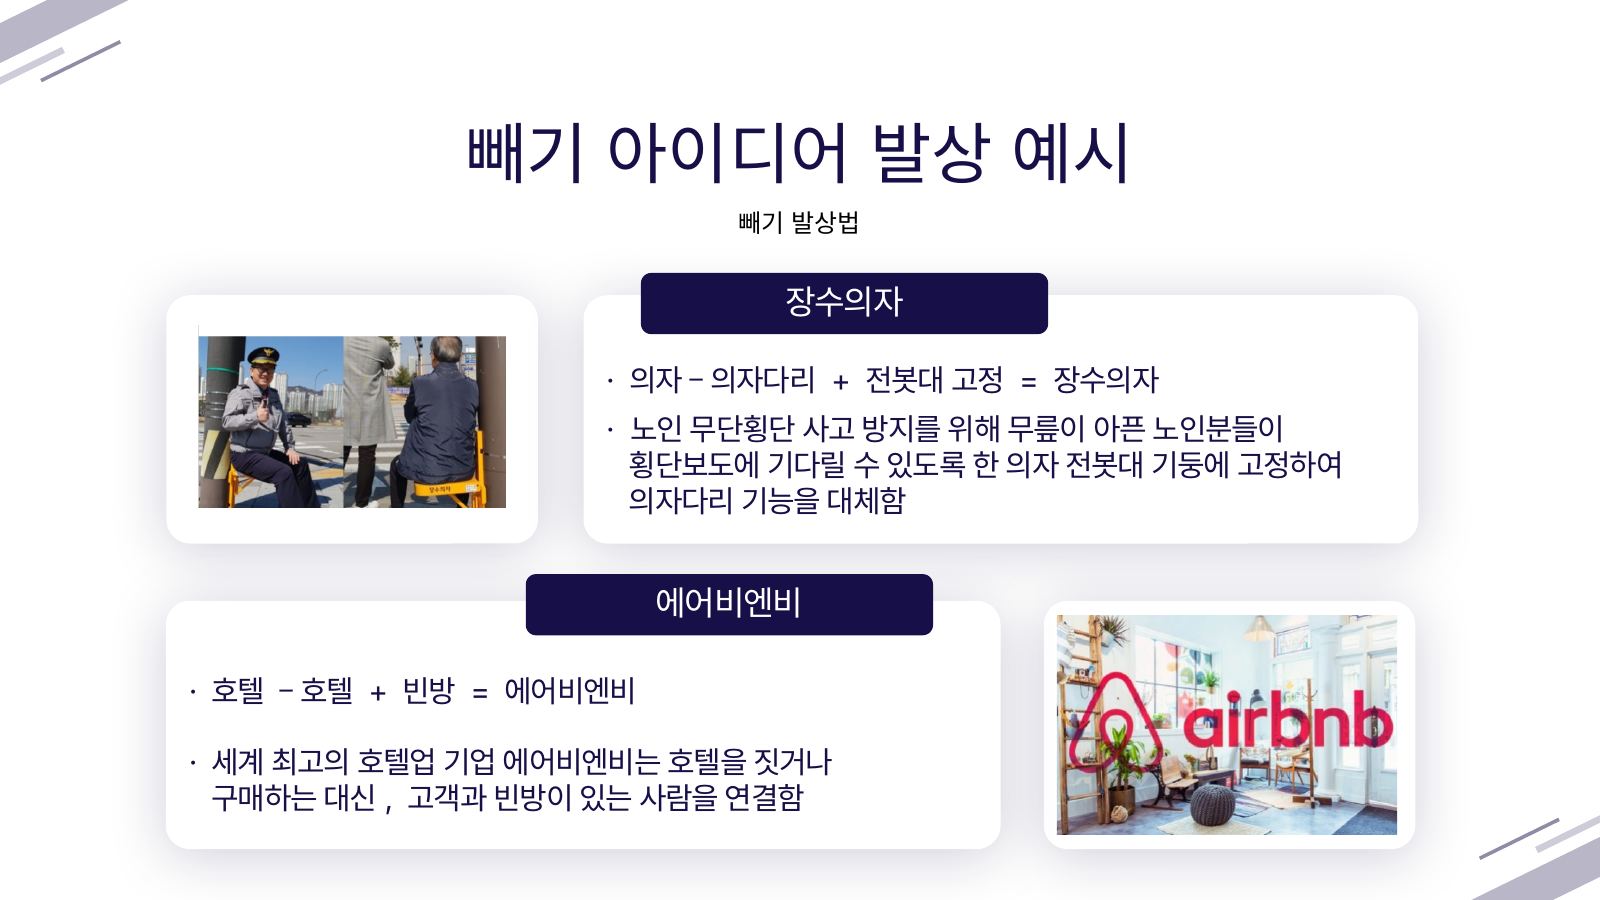 빼기 아이디어 발상 예시
빼기 발상법
장수의자
· 의자 – 의자다리 + 전봇대 고정 = 장수의자
· 노인 무단횡단 사고 방지를 위해 무릎이 아픈 노인분들이
횡단보도에 기다릴 수 있도록 한 의자 전봇대 기둥에 고정하여
의자다리 기능을 대체함
장수의자
에어비엔비
· 호텔 – 호텔 + 빈방 = 에어비엔비
· 세계 최고의 호텔업 기업 에어비엔비는 호텔을 짓거나
구매하는 대신 , 고객과 빈방이 있는 사람을 연결함
airbnb